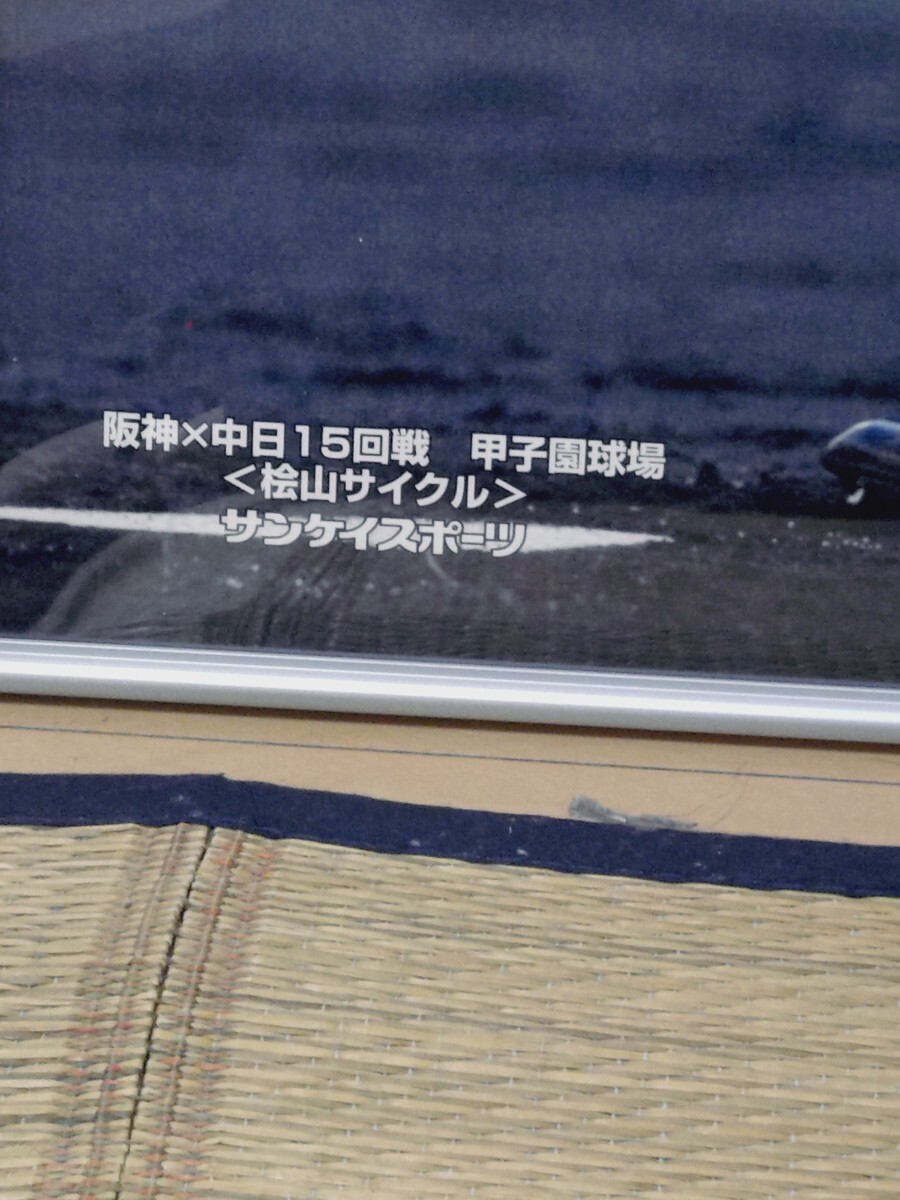 阪神×中日15回戦　甲子園球場
＜桧山サイクル＞
サンケイスポーツ